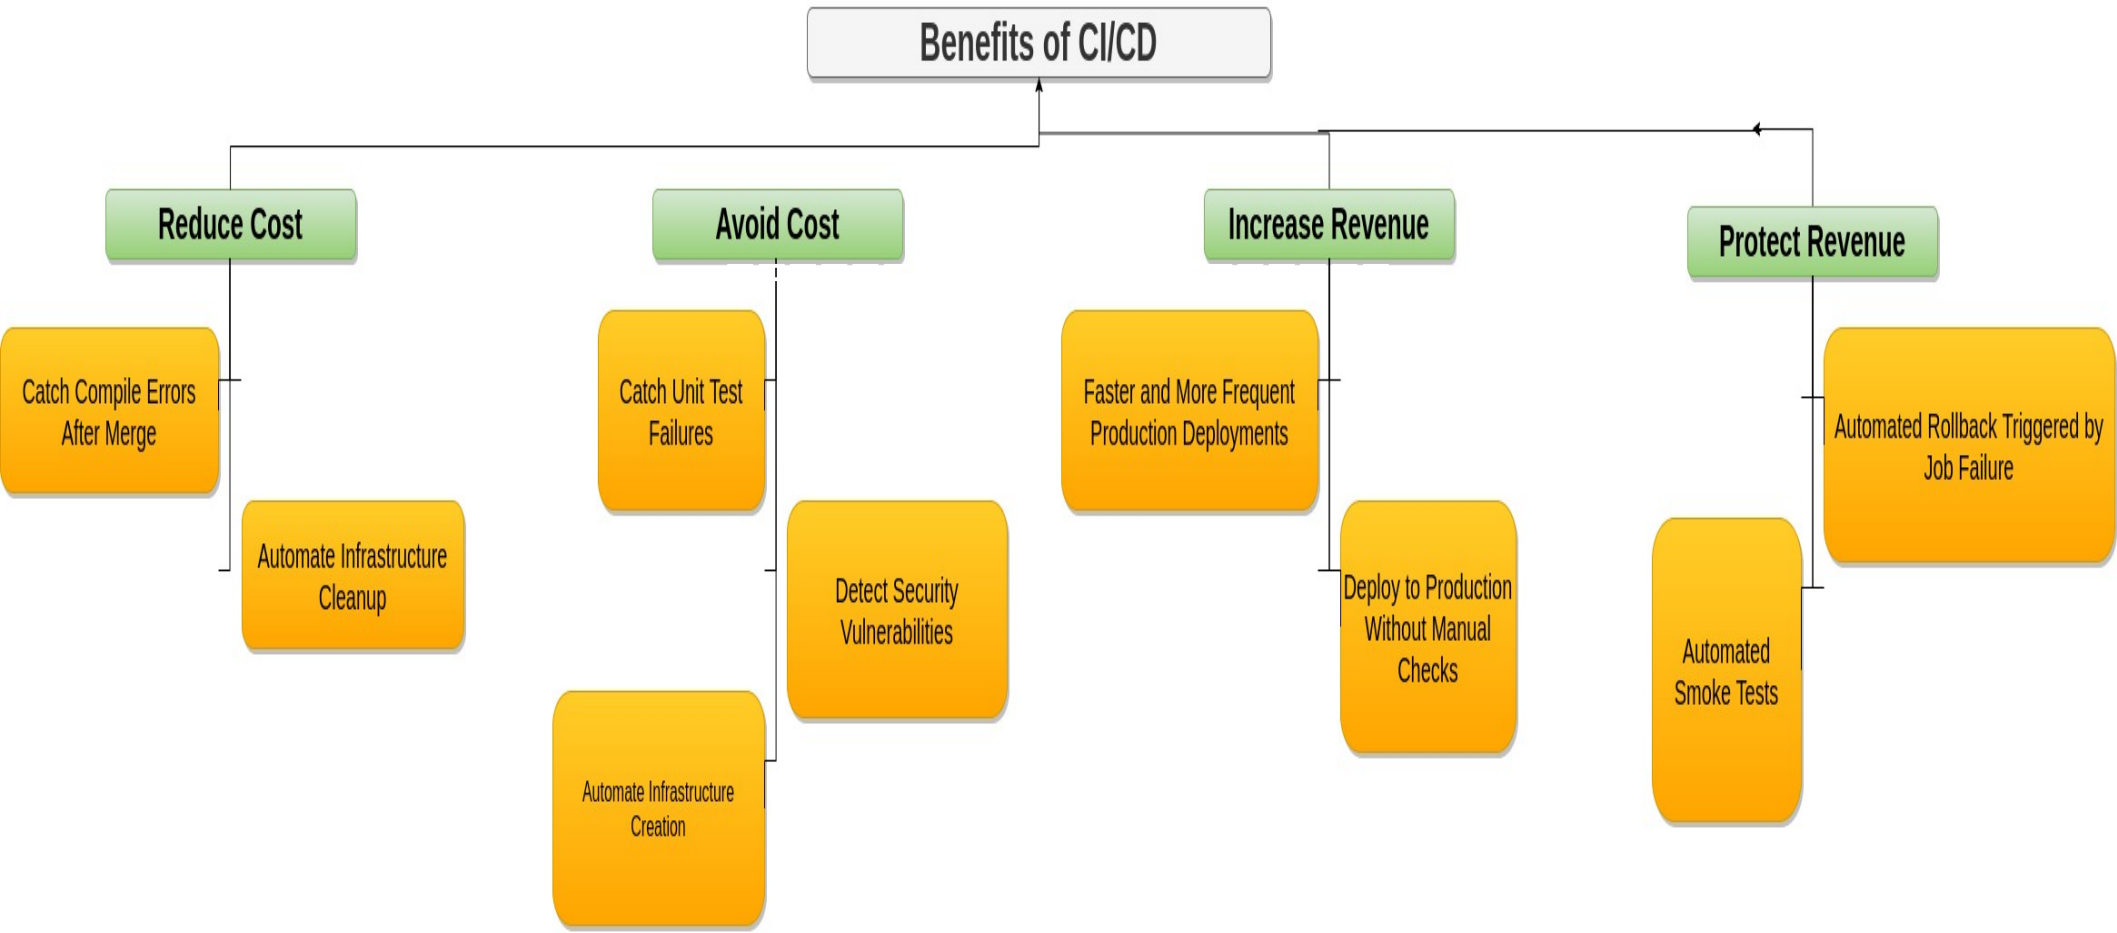 Benefits of CI/CD
Reduce Cost
Avoid Cost
Increase Revenue
Protect Revenue
Catch Compile Errors
After Merge
Automate Infrastructure
Cleanup
Catch Unit Test
Failures
Detect Security
Vulnerabilities
Automate Infrastructure
Creation
Faster and More Frequent
Production Deployments
Deploy to Production
Without Manual
Checks
Automated Rollback Triggered by
Job Failure
Automated
Smoke Tests